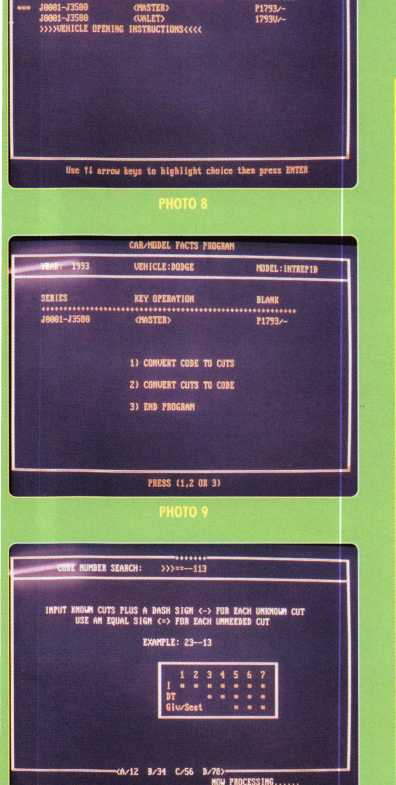 *** J0001-J3580 <MASTER> P1793/-
J0001-J3580 <VALET> 1793V/-
>>>>VEHICLE OPENING INSTRUCTIONS<<<<
Use ↑↓ arrow keys to highlight choice then press ENTER
PHOTO 8
CAR/MODEL FACTS PROGRAM
YEAR: 1993 VEHICLE:DODGE MODEL:INTREPID
SERIES KEY OPERATION BLANK
J0001-J3580 <MASTER> P1793/-
1) CONVERT CODE TO CUTS
2) CONVERT CUTS TO CODE
3) END PROGRAM
PRESS (1,2 OR 3)
PHOTO 9
CODE NUMBER SEARCH: >>>==--113
INPUT KNOWN CUTS PLUS A DASH SIGN <-> FOR EACH UNKNOWN CUT
USE AN EQUAL SIGN <=> FOR EACH UNNEEDED CUT
EXAMPLE: 23--13
1 2 3 4 5 6 7
I * * * * * * *
DT * * * * *
Glv/Seet * * *
<A/12 B/34 C/56 D/78>
NOW PROCESSING......